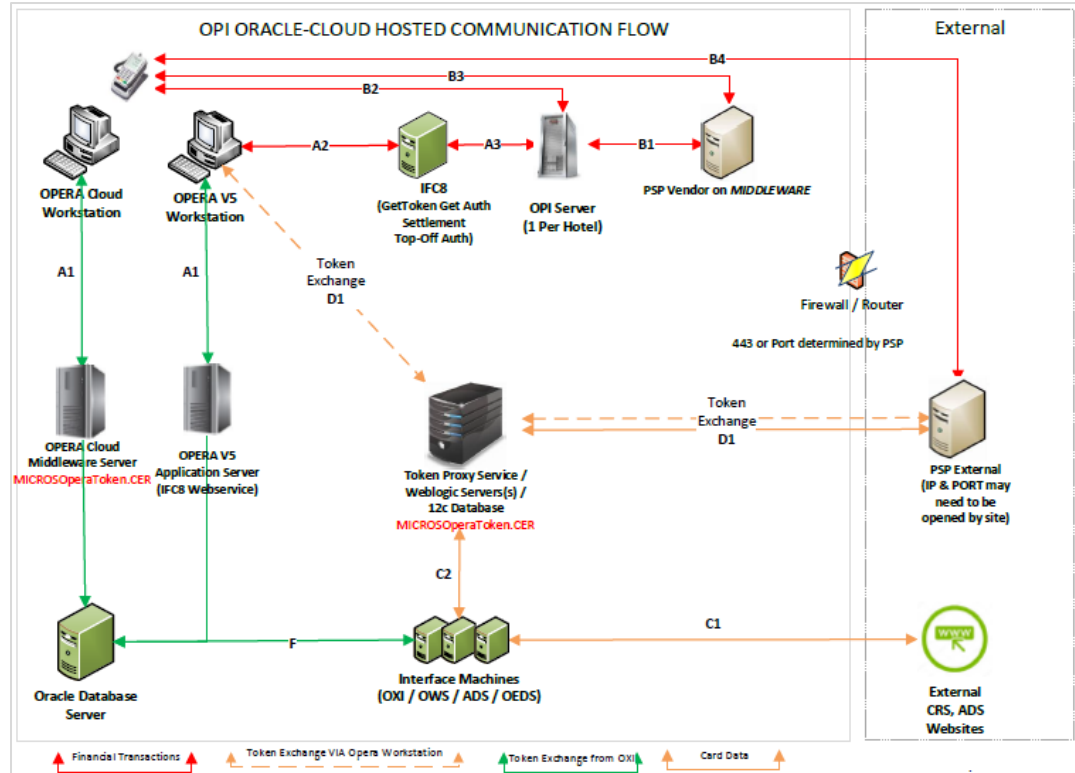 OPI ORACLE-CLOUD HOSTED COMMUNICATION FLOW
External
B4
B3
B2
A2
A3
B1
OPERA Cloud
Workstation
OPERA V5
Workstation
IFC8
(GetToken Get Auth
Settlement
Top-Off Auth)
OPI Server
(1 Per Hotel)
PSP Vendor on MIDDLEWARE
A1
A1
Token
Exchange
D1
Firewall / Router
443 or Port determined by PSP
OPERA Cloud
Middleware Server
MICROSOperaToken.CER
OPERA V5
Application Server
(IFC8 Webservice)
Token Proxy Service /
Weblogic Servers(s) /
12c Database
MICROSOperaToken.CER
Token
Exchange
D1
PSP External
(IP & PORT may
need to be
opened by site)
C2
C1
F
www
Oracle Database
Server
Interface Machines
(OXI / OWS / ADS / OEDS)
External
CRS, ADS
Websites
Financial Transactions
Token Exchange VIA Opera Workstation
Token Exchange from OXI
Card Data